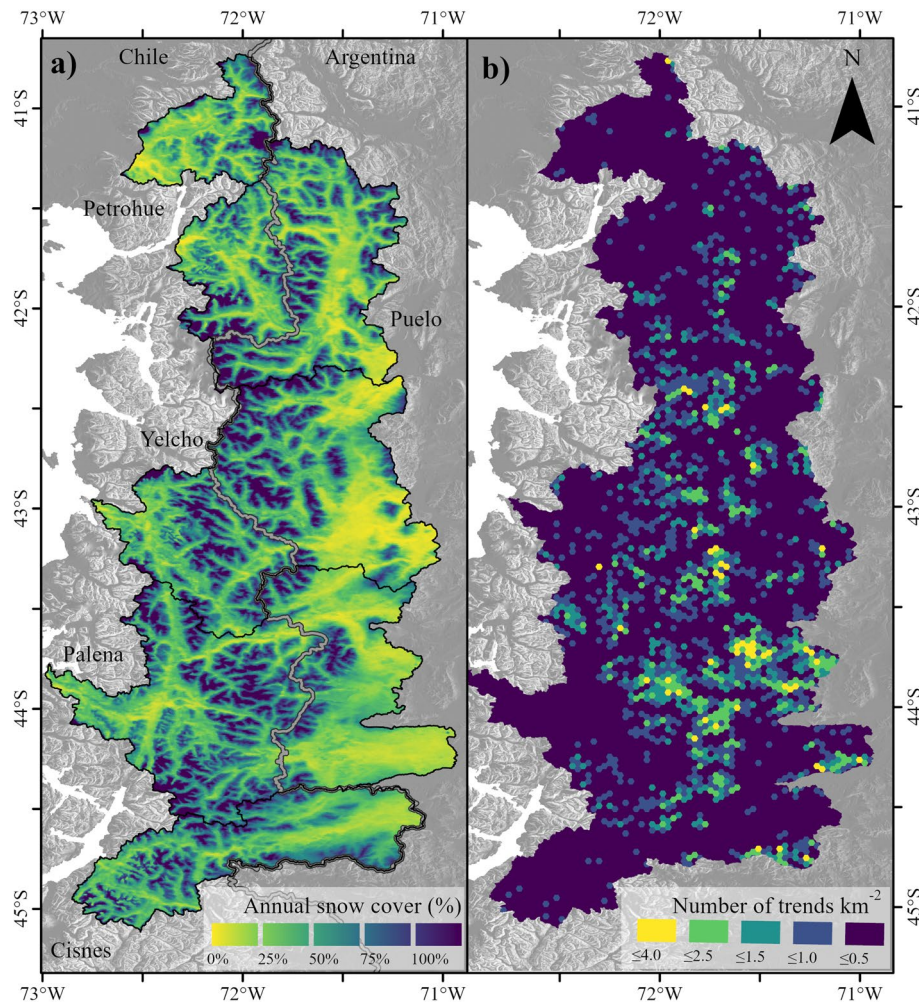 73°W 72°W 71°W 72°W 71°W
a) Chile Argentina
b) N
41°S 41°S
Petrohue
42°S Puelo 42°S
Yelcho
43°S 43°S
Palena
44°S 44°S
45°S 45°S
Cisnes
Annual snow cover (%)
0% 25% 50% 75% 100%
Number of trends km-2
≤4.0 ≤2.5 ≤1.5 ≤1.0 ≤0.5
73°W 72°W 71°W 72°W 71°W